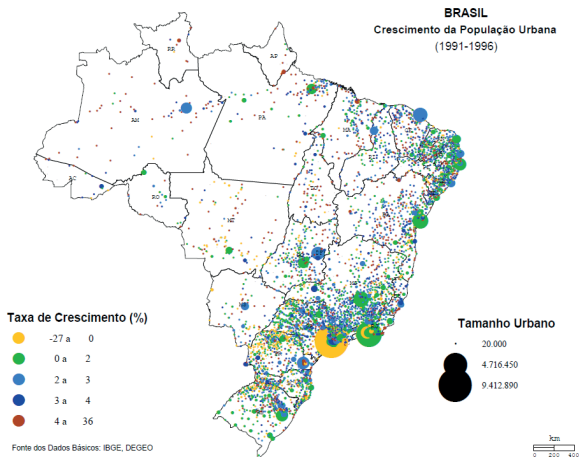 BRASIL
Crescimento da População Urbana
(1991-1996)
RR
AP
AM
PA
MA
AC
RO
Taxa de Crescimento (%)
-27 a 0
0 a 2
2 a 3
3 a 4
4 a 36
Tamanho Urbano
20.000
4.716.450
9.412.890
Fonte dos Dados Básicos: IBGE, DEGEO
km
0 200 400